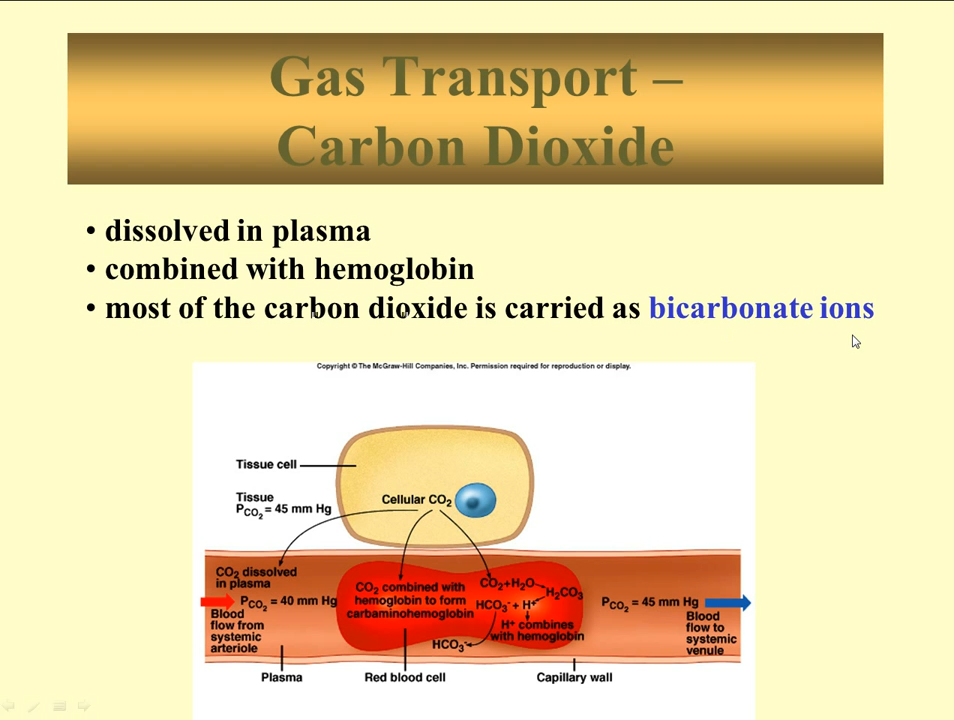 Gas Transport –
Carbon Dioxide
• dissolved in plasma
• combined with hemoglobin
• most of the carbon dioxide is carried as bicarbonate ions
Copyright © The McGraw-Hill Companies, Inc. Permission required for reproduction or display.
Tissue cell
Tissue
PCO2 = 45 mm Hg
Cellular CO2
CO2 dissolved
in plasma
PCO2 = 40 mm Hg
Blood
flow from
systemic
arteriole
CO2 combined with
hemoglobin to form
carbaminohemoglobin
CO2+H2O
H2CO3
HCO3- + H+
H+ combines
with hemoglobin
HCO3-
PCO2 = 45 mm Hg
Blood
flow to
systemic
venule
Plasma
Red blood cell
Capillary wall